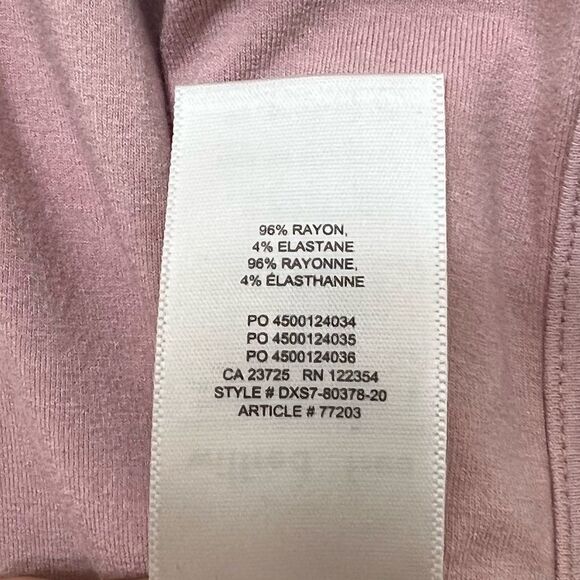 96% RAYON,
4% ELASTANE
96% RAYONNE,
4% ÉLASTHANNE
PO 4500124034
PO 4500124035
PO 4500124036
CA 23725 RN 122354
STYLE # DXS7-80378-20
ARTICLE # 77203